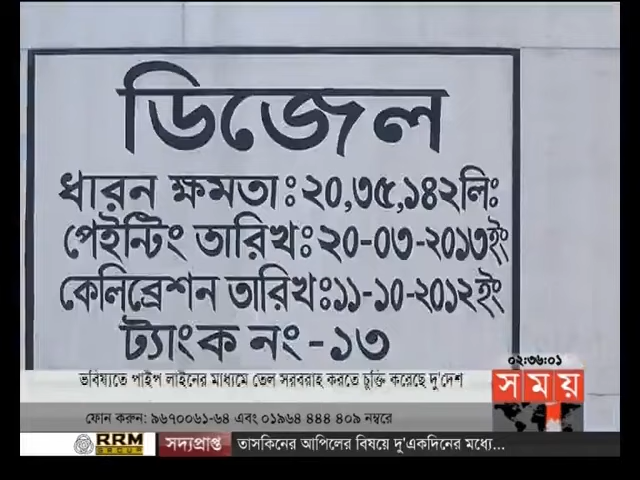 ডিজেল
ধারন ক্ষমতা: ২০,৩৫,১৪২লিঃ
পেইন্টিং তারিখ: ২০-০৩-২০১৩ইং
কেলিব্রেশন তারিখঃ১১-১০-২০১২ইং
ট্যাংক নং -১৩
০২:৩৬:০১
সময়
ভবিষ্যতে পাইপ লাইনের মাধ্যমে তেল সরবরাহ করতে চুক্তি করেছে দু'দেশ
ফোন করুন: ৯৬৭০০৬১-৬৪ এবং ০১৯৬৪ ৪৪৪ ৪০৯ নম্বরে
RRM
GROUP
সদ্যপ্রাপ্ত
তাসকিনের আপিলের বিষয়ে দু'একদিনের মধ্যে...